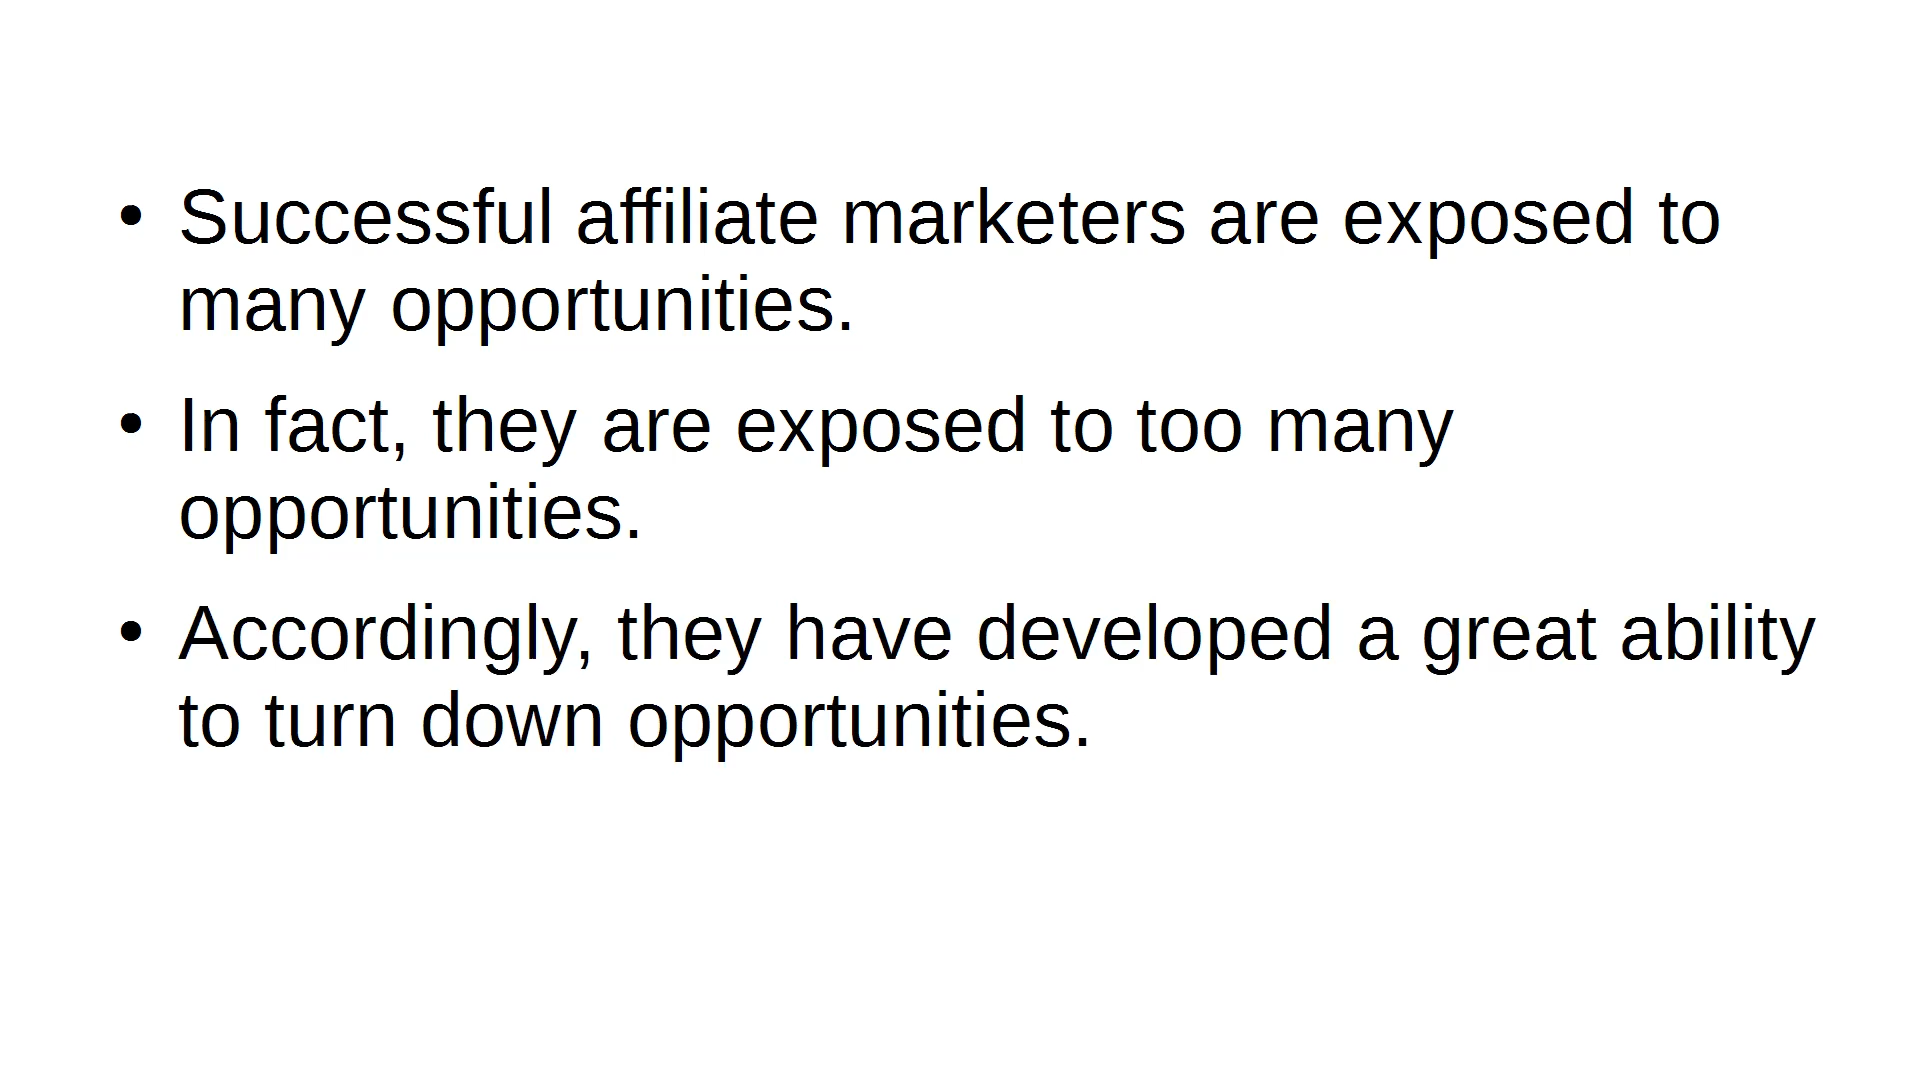 • Successful affiliate marketers are exposed to
many opportunities.
• In fact, they are exposed to too many
opportunities.
• Accordingly, they have developed a great ability
to turn down opportunities.